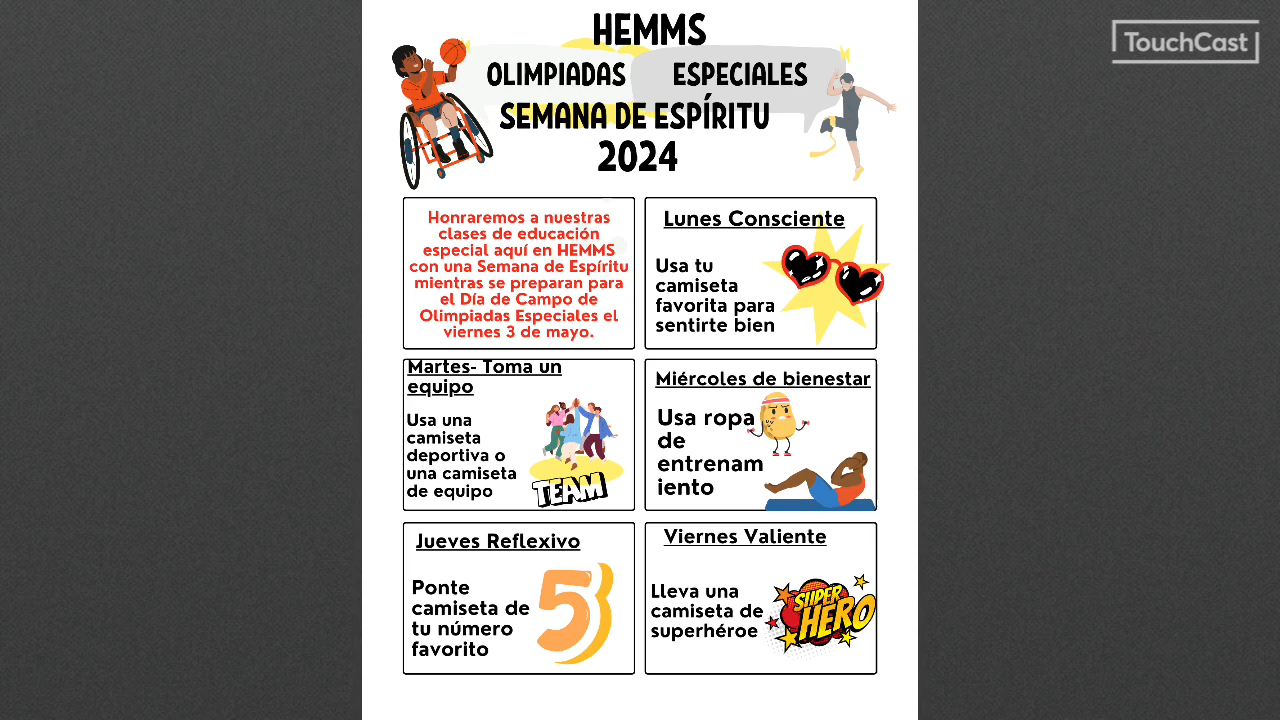 HEMMS
OLIMPIADAS ESPECIALES
SEMANA DE ESPÍRITU
2024
TouchCast
Honraremos a nuestras
clases de educación
especial aquí en HEMMS
con una Semana de Espíritu
mientras se preparan para
el Día de Campo de
Olimpiadas Especiales el
viernes 3 de mayo.
Lunes Consciente
Usa tu
camiseta
favorita para
sentirte bien
Martes- Toma un
equipo
Usa una
camiseta
deportiva o
una camiseta
de equipo
TEAM
Miércoles de bienestar
Usa ropa
de
entrenam
iento
Jueves Reflexivo
Ponte
camiseta de
tu número
favorito
5
Viernes Valiente
Lleva una
camiseta de
superhéroe
SUPER
HERO